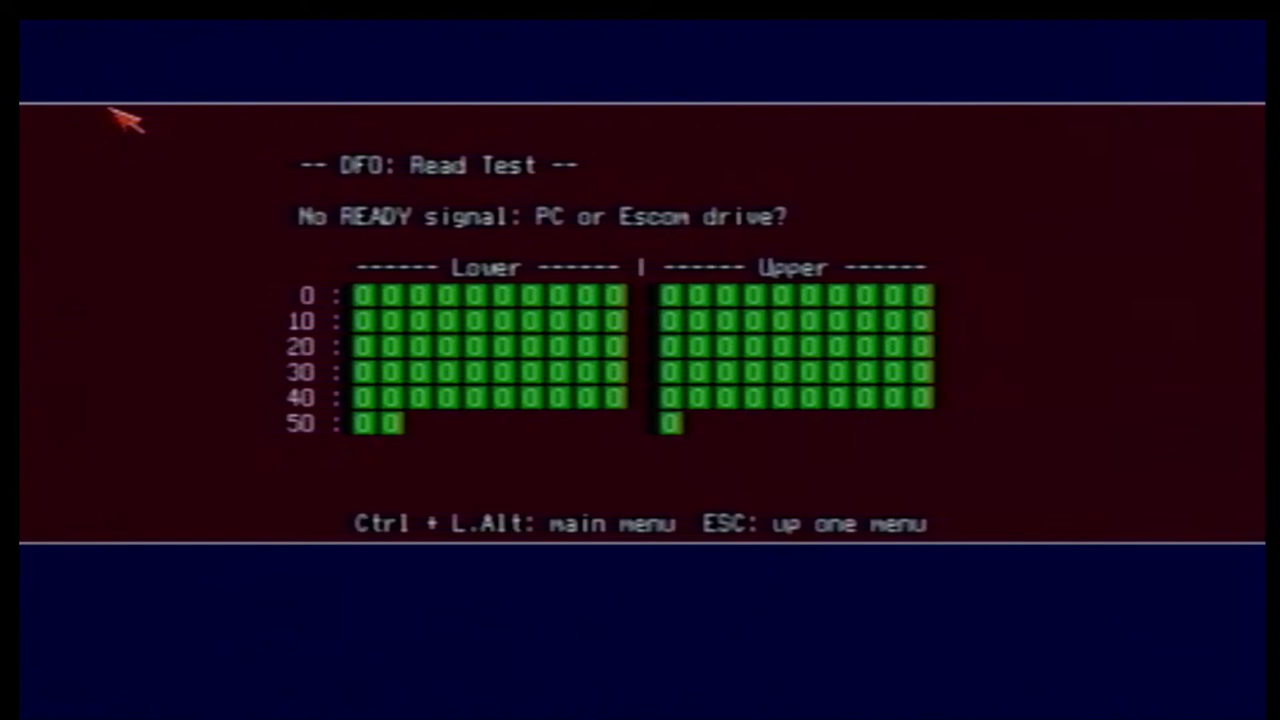 -- DF0: Read Test --
No READY signal: PC or Escom drive?
------ Lower ------ | ------ Upper ------
0 : 0 0 0 0 0 0 0 0 0 0 0 0 0 0 0 0 0 0 0 0
10 : 0 0 0 0 0 0 0 0 0 0 0 0 0 0 0 0 0 0 0 0
20 : 0 0 0 0 0 0 0 0 0 0 0 0 0 0 0 0 0 0 0 0
30 : 0 0 0 0 0 0 0 0 0 0 0 0 0 0 0 0 0 0 0 0
40 : 0 0 0 0 0 0 0 0 0 0 0 0 0 0 0 0 0 0 0 0
50 : 0 0 0
Ctrl + L.Alt: main menu ESC: up one menu